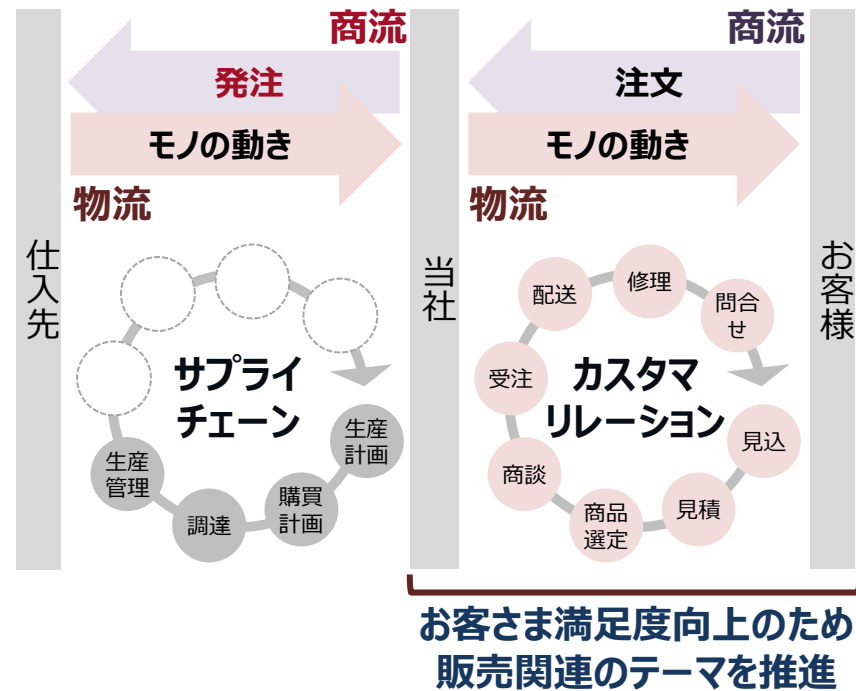 商流
商流
発注
注文
モノの動き
モノの動き
物流
物流
仕入先
当社
お客様
サプライ
チェーン
生産
計画
購買
計画
調達
生産
管理
カスタマ
リレーション
見込
見積
商品
選定
商談
受注
配送
修理
問合
せ
お客さま満足度向上のため
販売関連のテーマを推進